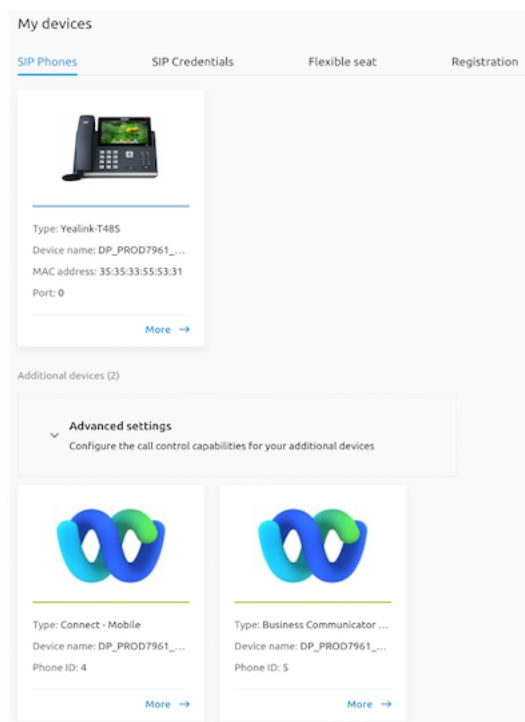 My devices
SIP Phones SIP Credentials Flexible seat Registration
Type: Yealink-T48S
Device name: DP_PROD7961_...
MAC address: 35:35:33:55:53:31
Port: 0
More →
Additional devices (2)
Advanced settings
Configure the call control capabilities for your additional devices
Type: Connect - Mobile
Device name: DP_PROD7961_...
Phone ID: 4
More →
Type: Business Communicator ...
Device name: DP_PROD7961_...
Phone ID: 5
More →